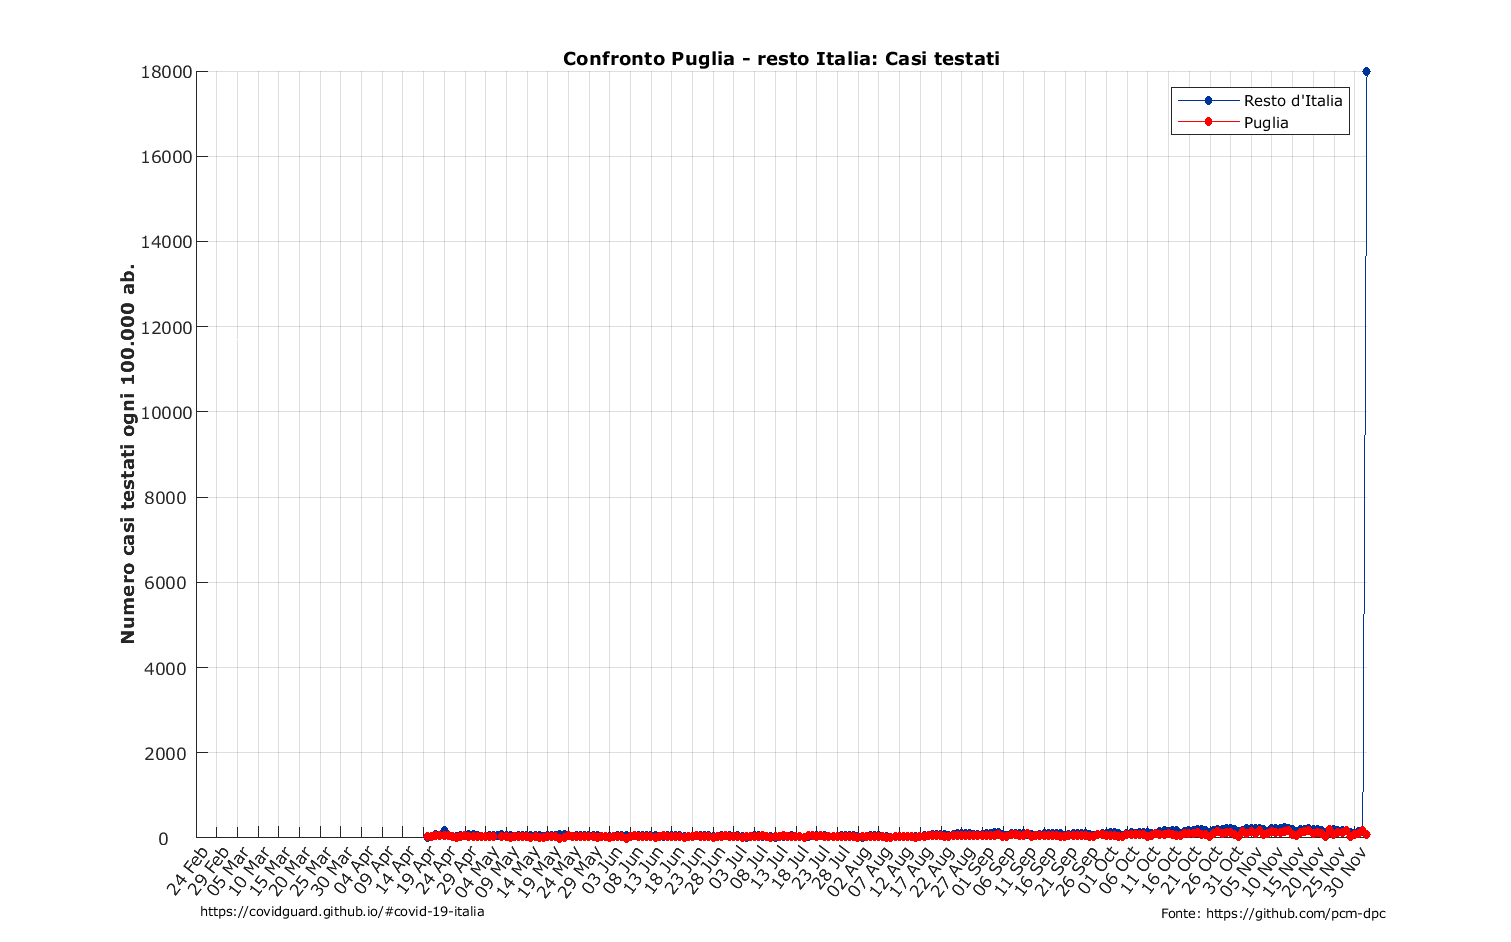 Confronto Puglia - resto Italia: Casi testati
Numero casi testati ogni 100.000 ab.
18000
16000
14000
12000
10000
8000
6000
4000
2000
0
Resto d'Italia
Puglia
24 Feb
29 Feb
05 Mar
10 Mar
15 Mar
20 Mar
25 Mar
30 Mar
04 Apr
09 Apr
14 Apr
19 Apr
24 Apr
29 Apr
04 May
09 May
14 May
19 May
24 May
29 May
03 Jun
08 Jun
13 Jun
18 Jun
23 Jun
28 Jun
03 Jul
08 Jul
13 Jul
18 Jul
23 Jul
28 Jul
02 Aug
07 Aug
12 Aug
17 Aug
22 Aug
27 Aug
01 Sep
06 Sep
11 Sep
16 Sep
21 Sep
26 Sep
01 Oct
06 Oct
11 Oct
16 Oct
21 Oct
26 Oct
31 Oct
05 Nov
10 Nov
15 Nov
20 Nov
25 Nov
30 Nov
https://covidguard.github.io/#covid-19-italia
Fonte: https://github.com/pcm-dpc